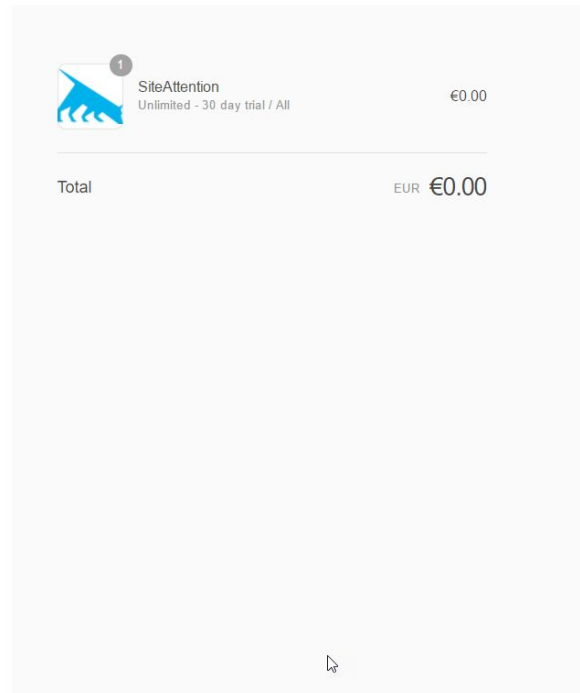 1
SiteAttention
Unlimited - 30 day trial / All
€0.00
Total
EUR €0.00